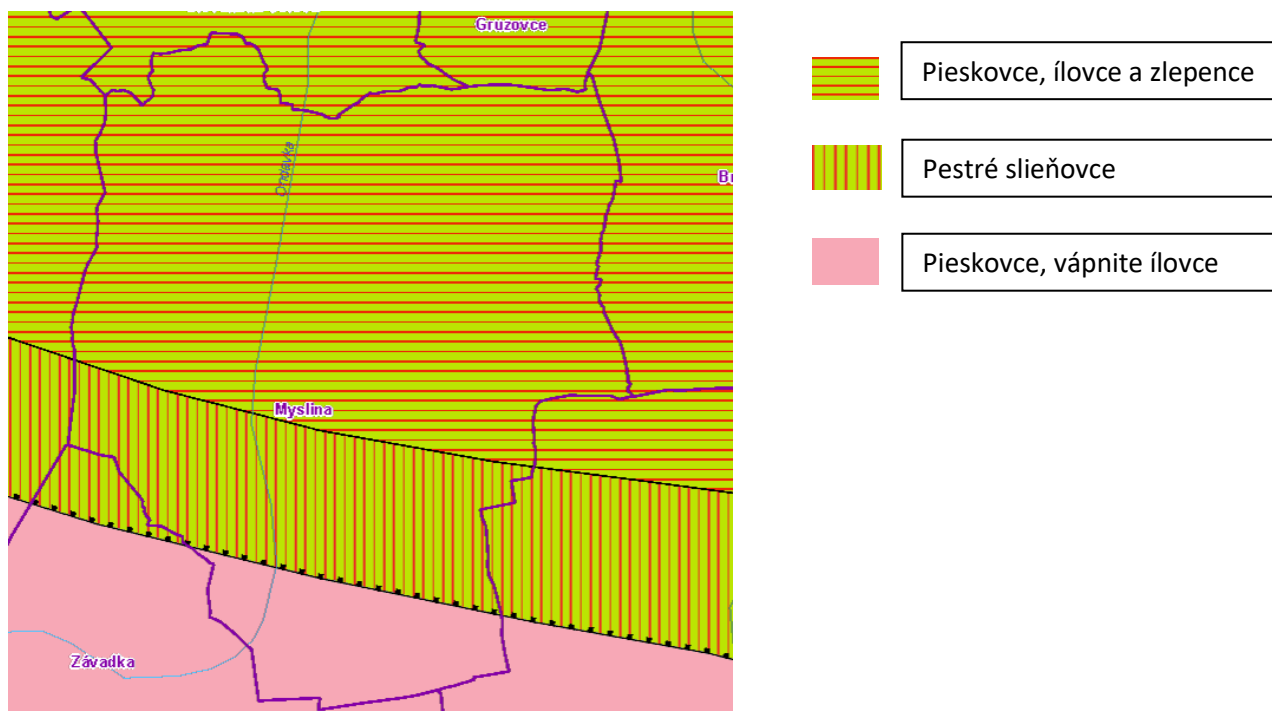 Gruzovce
Ondavka
Myslina
Závadka
Pieskovce, ílovce a zlepence
Pestré slieňovce
Pieskovce, vápnite ílovce